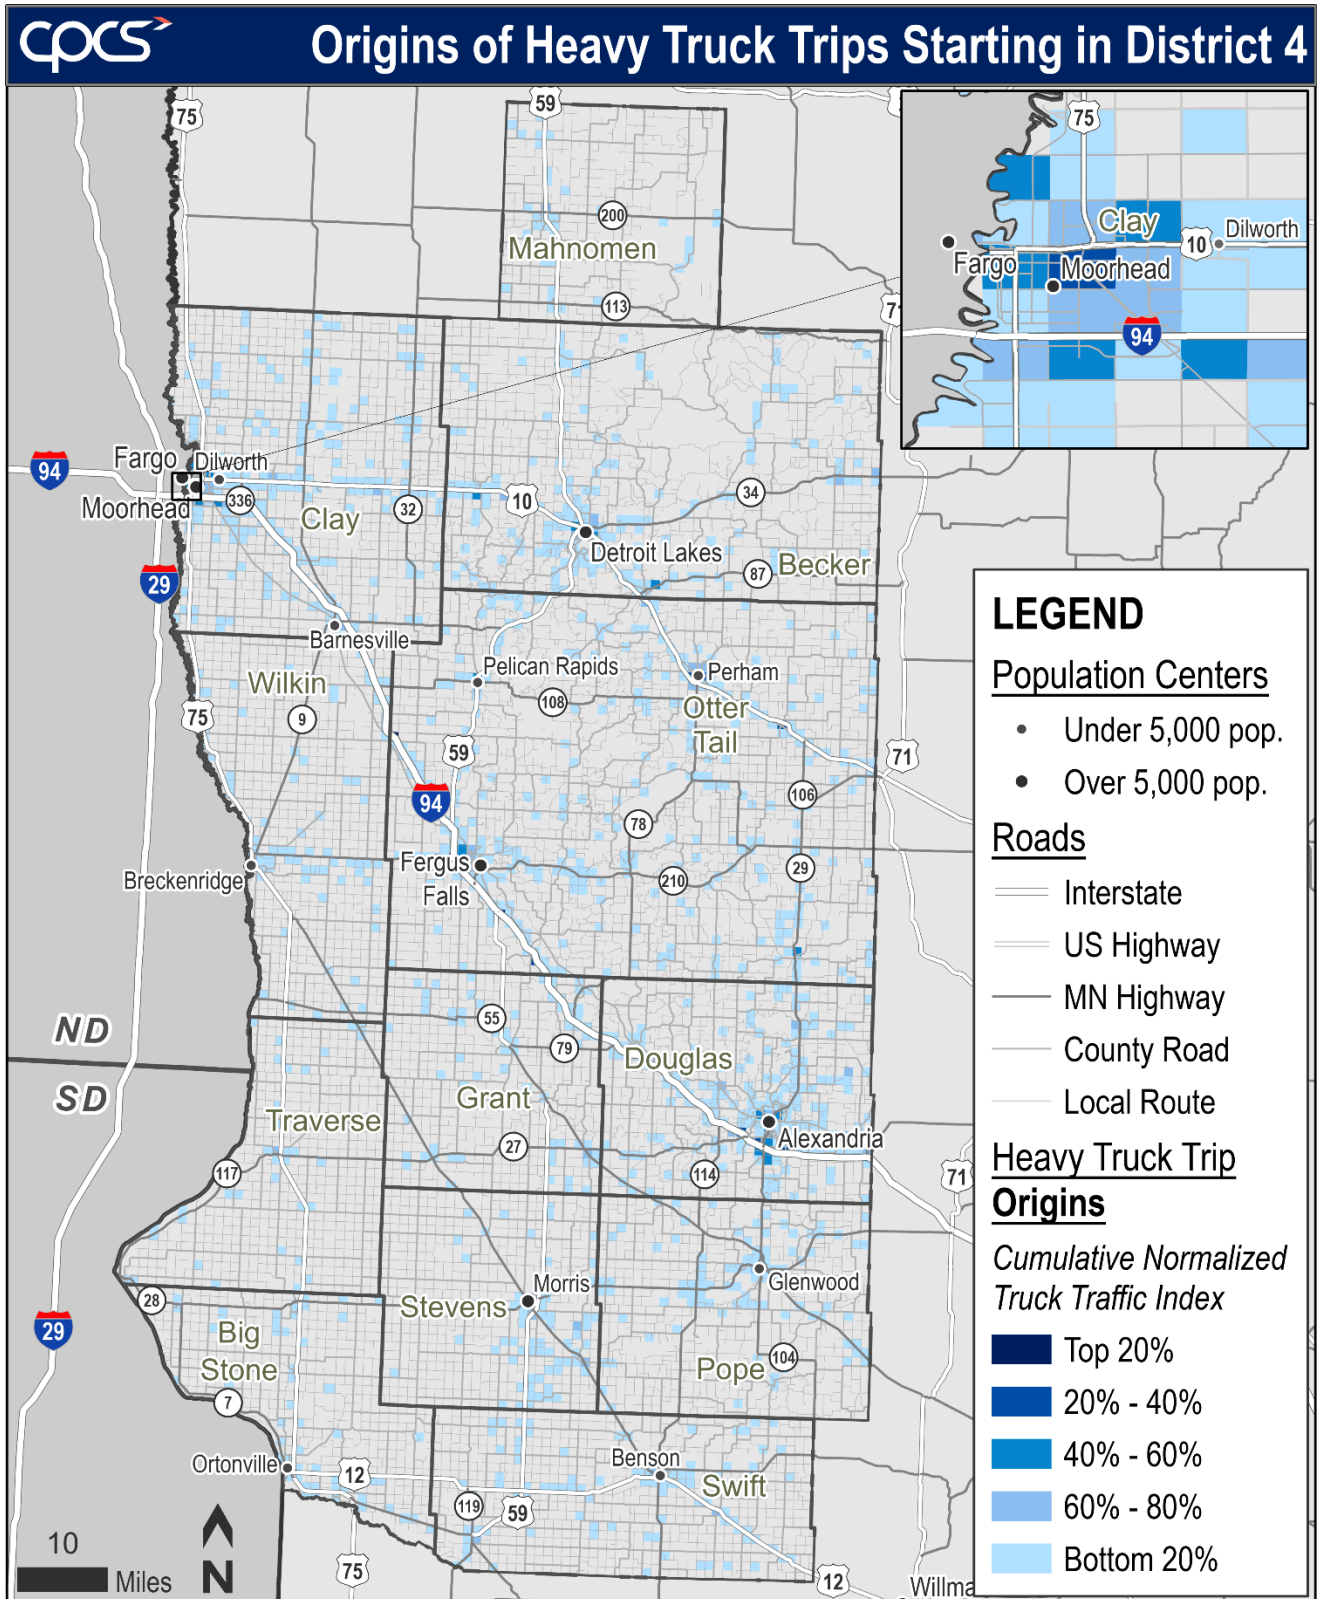 cpcs
Origins of Heavy Truck Trips Starting in District 4
75
59
200
Mahnomen
113
71
75
Clay
10
Dilworth
Fargo
Moorhead
94
94
Fargo
Dilworth
Moorhead
336
Clay
32
10
34
Detroit Lakes
87
Becker
29
Barnesville
Pelican Rapids
Perham
Wilkin
108
Otter
Tail
9
75
59
71
94
106
78
Fergus
Falls
210
29
Breckenridge
ND
SD
55
79
Douglas
Grant
Traverse
Alexandria
27
114
117
71
Morris
Glenwood
28
Stevens
29
Big
Stone
104
Pope
7
Ortonville
12
Benson
Swift
119
59
75
12
Willma
10
Miles
N
LEGEND
Population Centers
Under 5,000 pop.
Over 5,000 pop.
Roads
Interstate
US Highway
MN Highway
County Road
Local Route
Heavy Truck Trip
Origins
Cumulative Normalized
Truck Traffic Index
Top 20%
20% - 40%
40% - 60%
60% - 80%
Bottom 20%